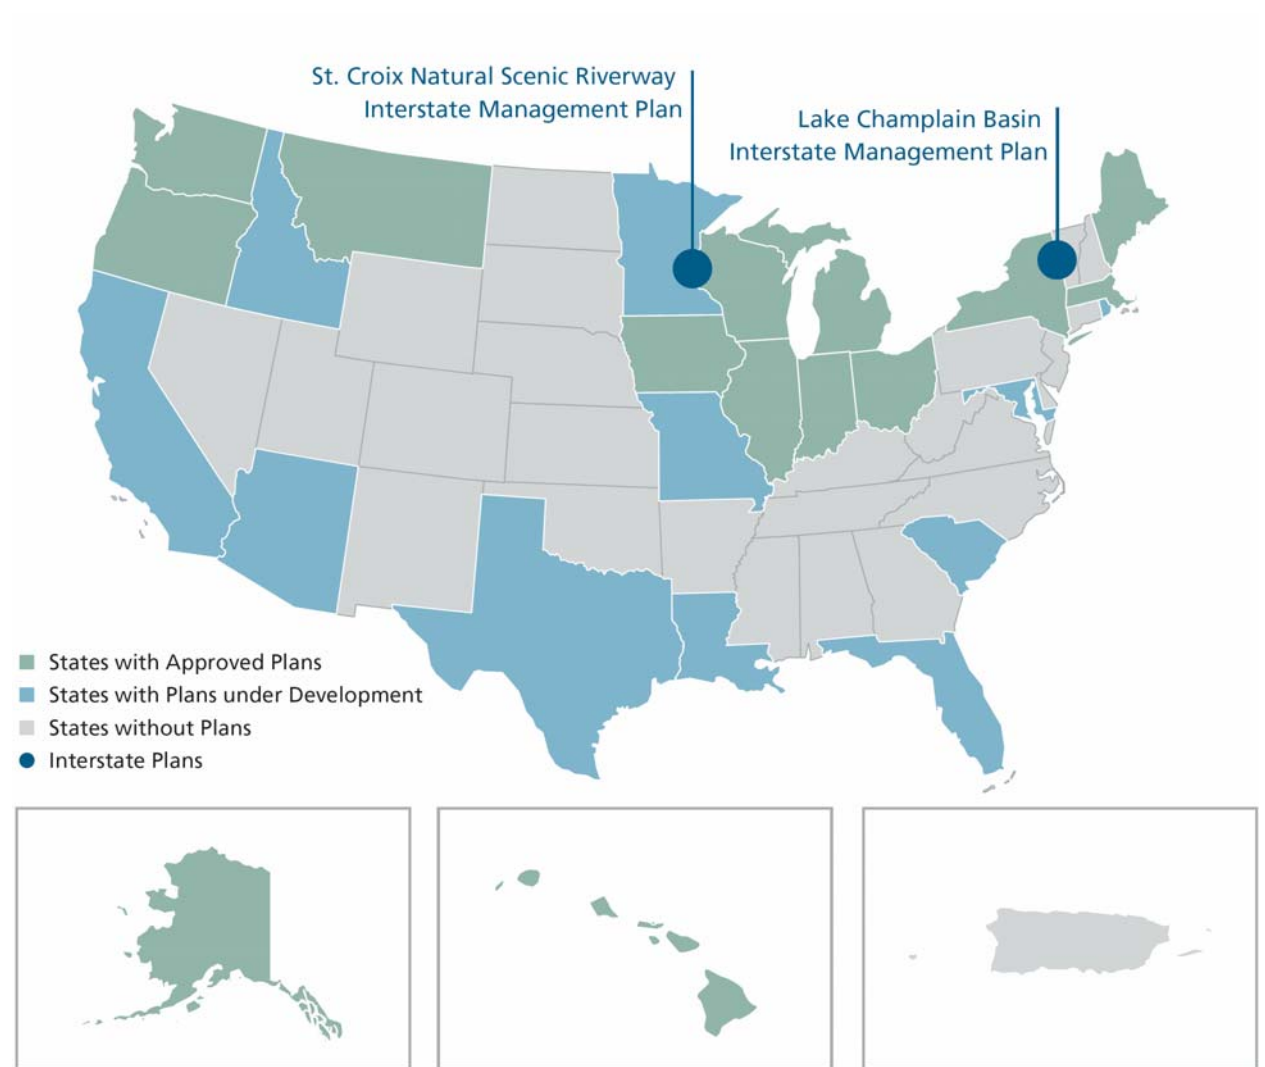 St. Croix Natural Scenic Riverway
Interstate Management Plan
Lake Champlain Basin
Interstate Management Plan
States with Approved Plans
States with Plans under Development
States without Plans
Interstate Plans